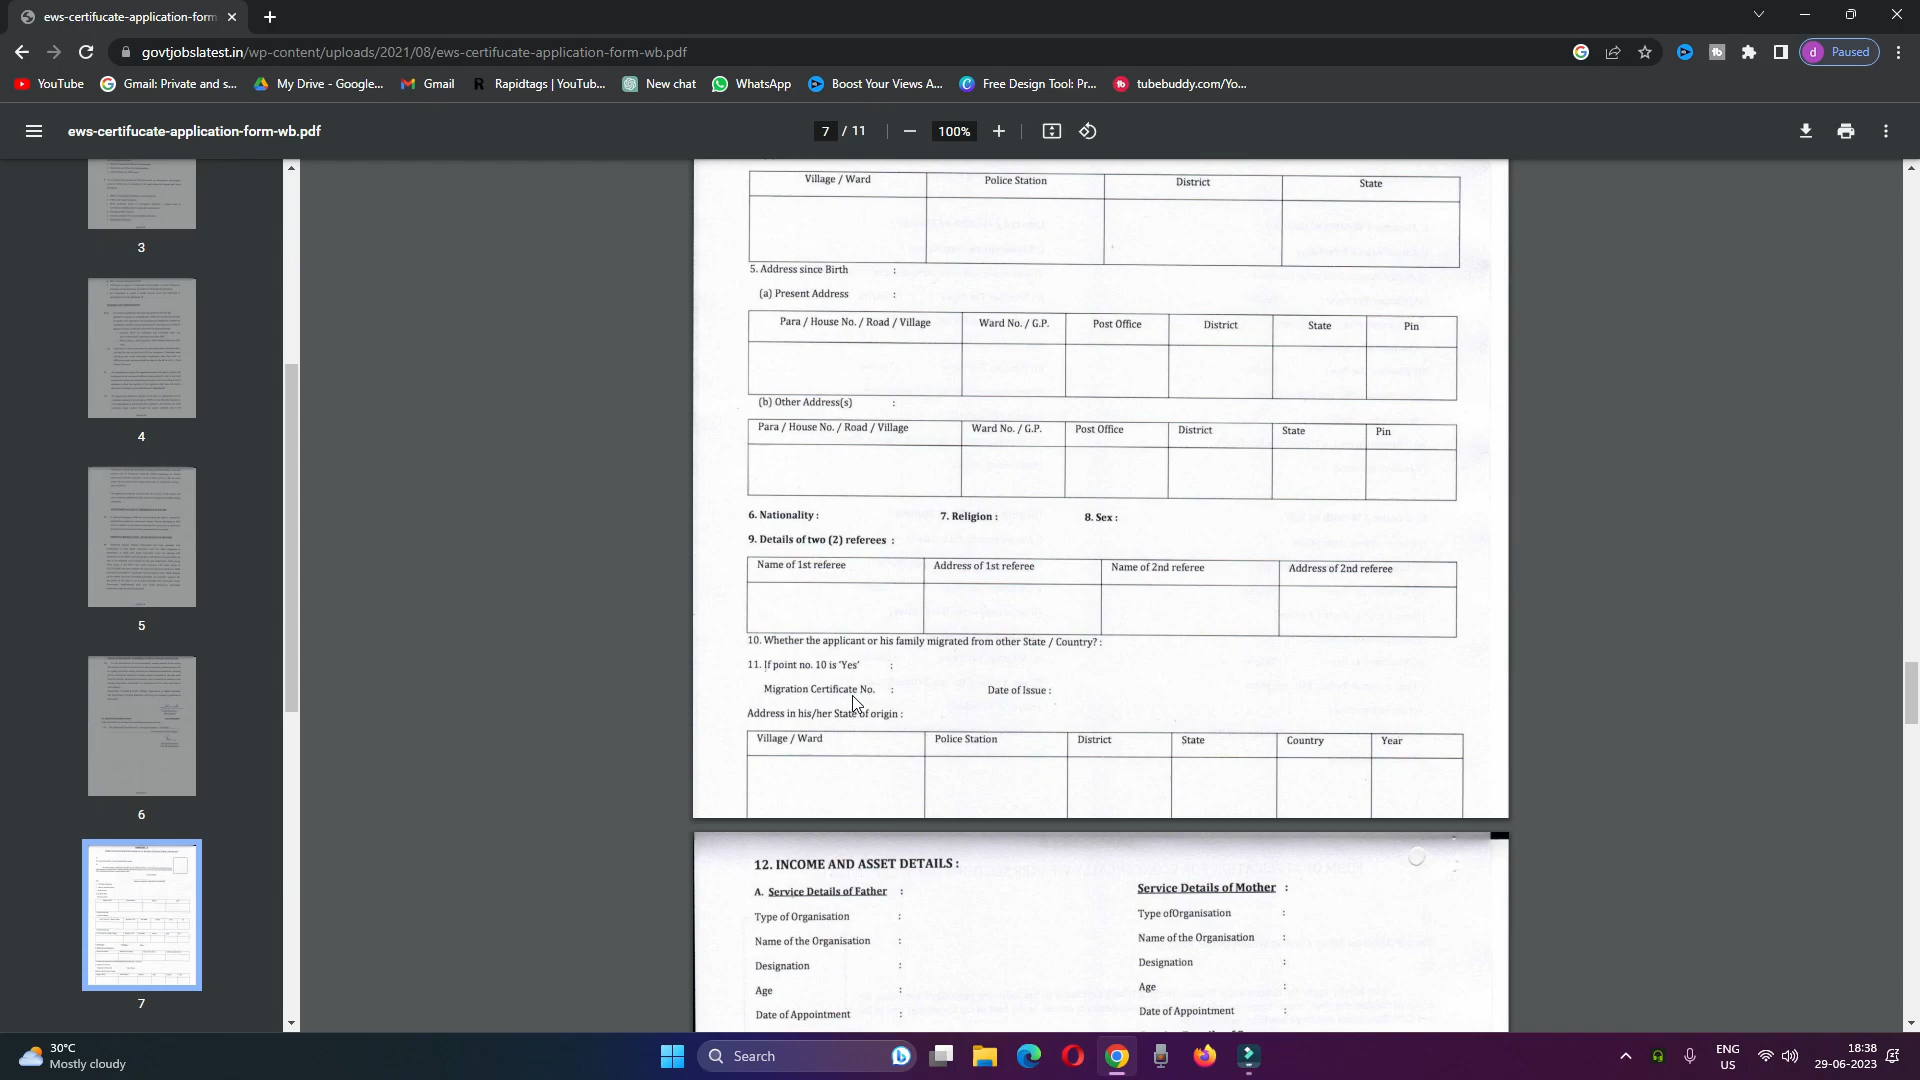 ews-certifucate-application-form
govtjobslatest.in/wp-content/uploads/2021/08/ews-certifucate-application-form-wb.pdf
d Paused
YouTube
Gmail: Private and s...
My Drive - Google...
Gmail
Rapidtags | YouTub...
New chat
WhatsApp
Boost Your Views A...
Free Design Tool: Pr...
tubebuddy.com/Yo...
ews-certifucate-application-form-wb.pdf
7 / 11
100%
3
4
5
6
7
Village / Ward Police Station District State
5. Address since Birth :
(a) Present Address :
Para / House No. / Road / Village Ward No. / G.P. Post Office District State Pin
(b) Other Address(s) :
Para / House No. / Road / Village Ward No. / G.P. Post Office District State Pin
6. Nationality : 7. Religion : 8. Sex :
9. Details of two (2) referees :
Name of 1st referee Address of 1st referee Name of 2nd referee Address of 2nd referee
10. Whether the applicant or his family migrated from other State / Country? :
11. If point no. 10 is 'Yes' :
Migration Certificate No. : Date of Issue :
Address in his/her State of origin :
Village / Ward Police Station District State Country Year
12. INCOME AND ASSET DETAILS :
A. Service Details of Father : Service Details of Mother :
Type of Organisation : Type ofOrganisation :
Name of the Organisation : Name of the Organisation :
Designation : Designation :
Age : Age :
Date of Appointment : Date of Appointment :
30°C
Mostly cloudy
Search
ENG
US
18:38
29-06-2023